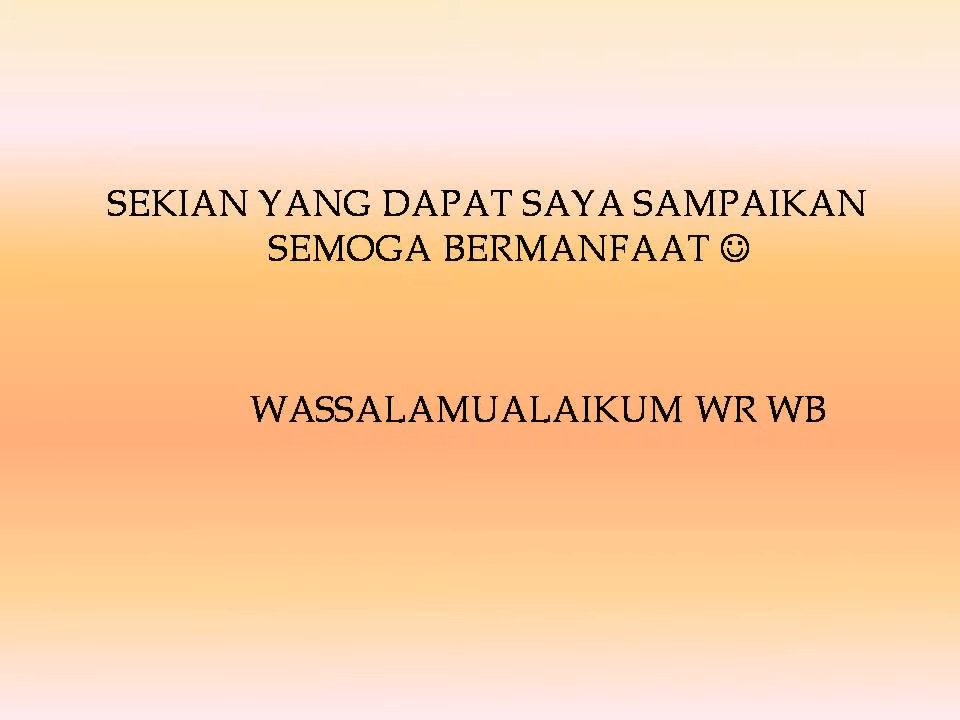 SEKIAN YANG DAPAT SAYA SAMPAIKAN
SEMOGA BERMANFAAT ☺
WASSALAMUALAIKUM WR WB